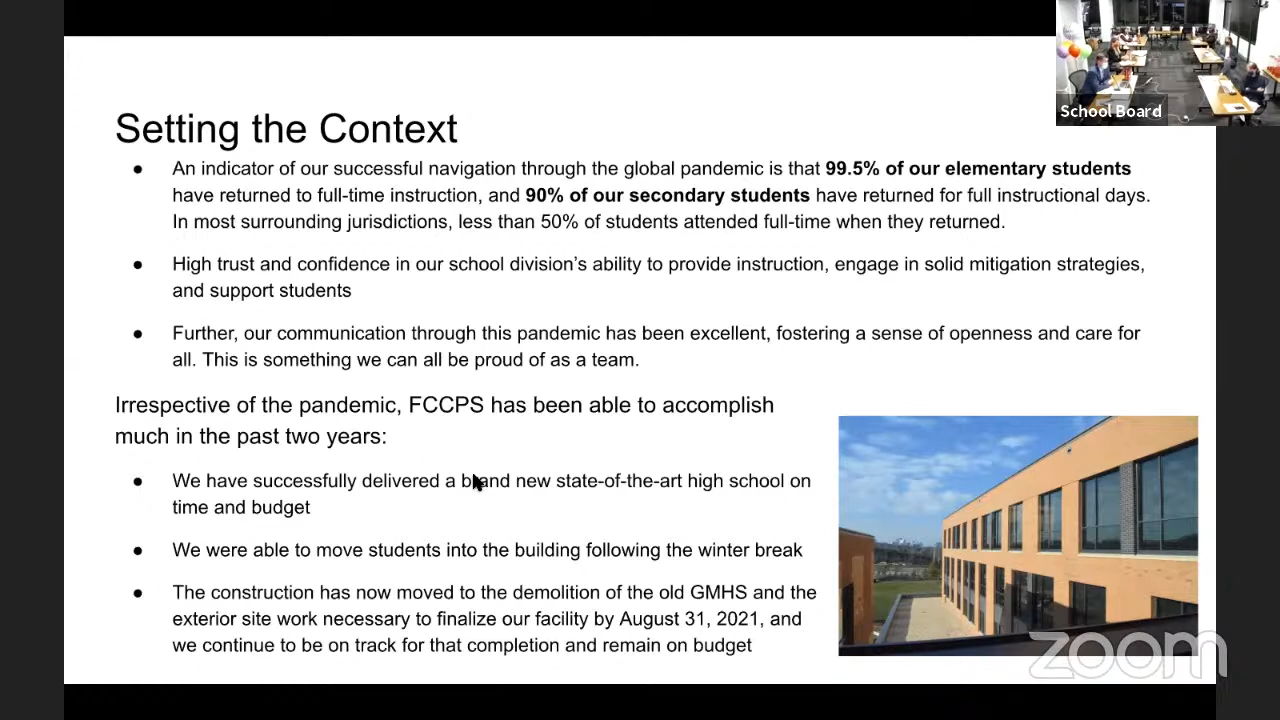 School Board
Setting the Context
● An indicator of our successful navigation through the global pandemic is that 99.5% of our elementary students
have returned to full-time instruction, and 90% of our secondary students have returned for full instructional days.
In most surrounding jurisdictions, less than 50% of students attended full-time when they returned.
● High trust and confidence in our school division’s ability to provide instruction, engage in solid mitigation strategies,
and support students
● Further, our communication through this pandemic has been excellent, fostering a sense of openness and care for
all. This is something we can all be proud of as a team.
Irrespective of the pandemic, FCCPS has been able to accomplish
much in the past two years:
● We have successfully delivered a brand new state-of-the-art high school on
time and budget
● We were able to move students into the building following the winter break
● The construction has now moved to the demolition of the old GMHS and the
exterior site work necessary to finalize our facility by August 31, 2021, and
we continue to be on track for that completion and remain on budget
zoom